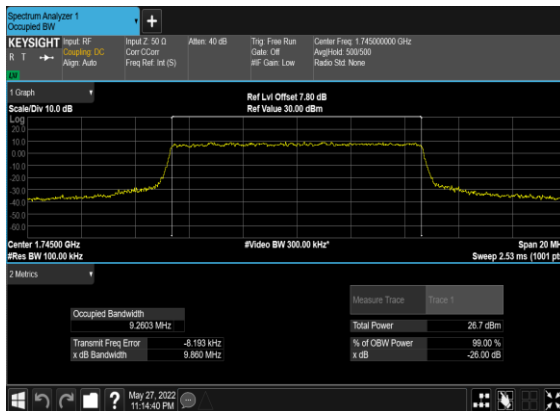 Spectrum Analyzer 1
Occupied BW
KEYSIGHT
R T
Input: RF
Coupling: DC
Align: Auto
Input Z: 50 Ω
Corr CCorr
Freq Ref: Int (S)
Atten: 40 dB
Trig: Free Run
Gate: Off
#IF Gain: Low
Center Freq: 1.745000000 GHz
Avg|Hold: 500/500
Radio Std: None
1 Graph
Scale/Div 10.0 dB
Ref Lvl Offset 7.80 dB
Ref Value 30.00 dBm
Log
20.0
10.0
0.00
-10.0
-20.0
-30.0
-40.0
-50.0
-60.0
Center 1.74500 GHz
#Res BW 100.00 kHz
#Video BW 300.00 kHz*
Span 20 MH
Sweep 2.53 ms (1001 pt
2 Metrics
Measure Trace Trace 1
Occupied Bandwidth
9.2603 MHz
Total Power 26.7 dBm
Transmit Freq Error -8.193 kHz
% of OBW Power 99.00 %
x dB Bandwidth 9.860 MHz
x dB -26.00 dB
?
May 27, 2022
11:14:40 PM